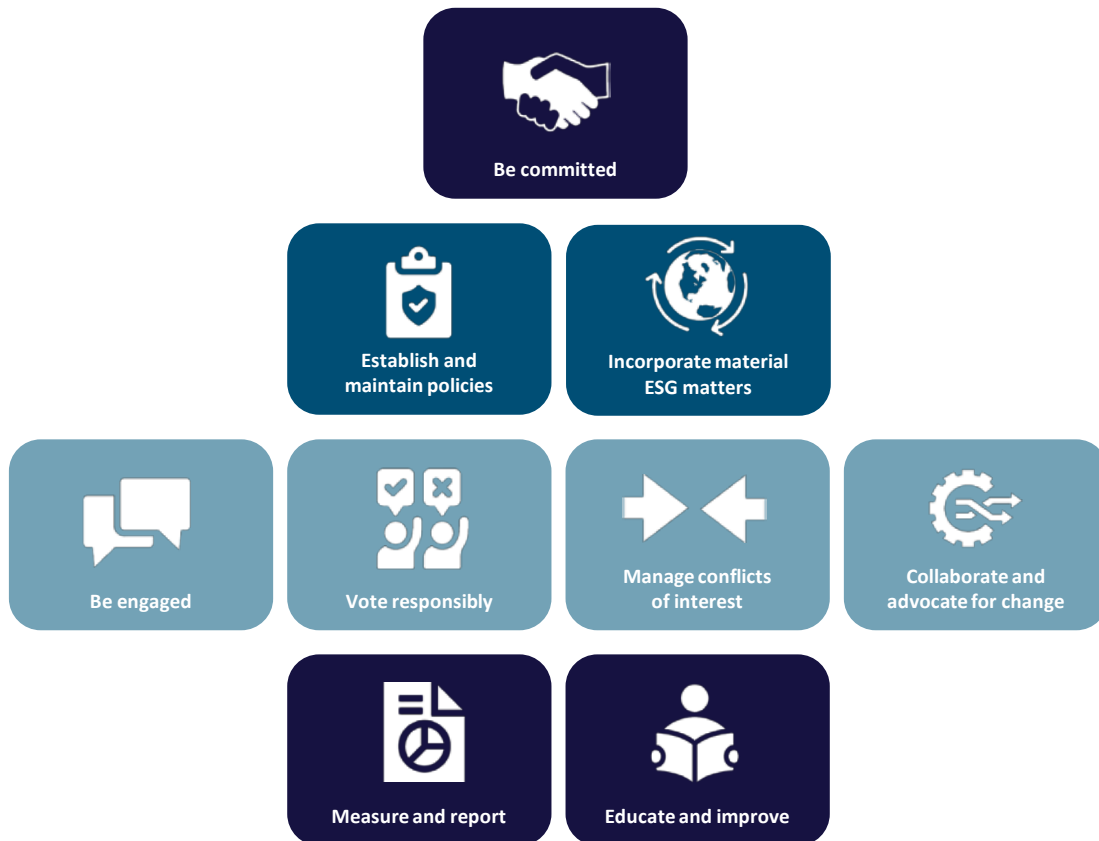 Be committed
Establish and
maintain policies
Incorporate material
ESG matters
Be engaged
Vote responsibly
Manage conflicts
of interest
Collaborate and
advocate for change
Measure and report
Educate and improve